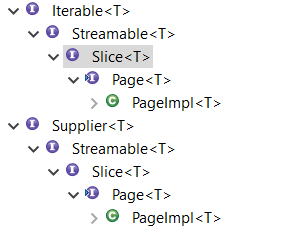 Iterable<T>
Streamable<T>
Slice<T>
Page<T>
PageImpl<T>
Supplier<T>
Streamable<T>
Slice<T>
Page<T>
PageImpl<T>